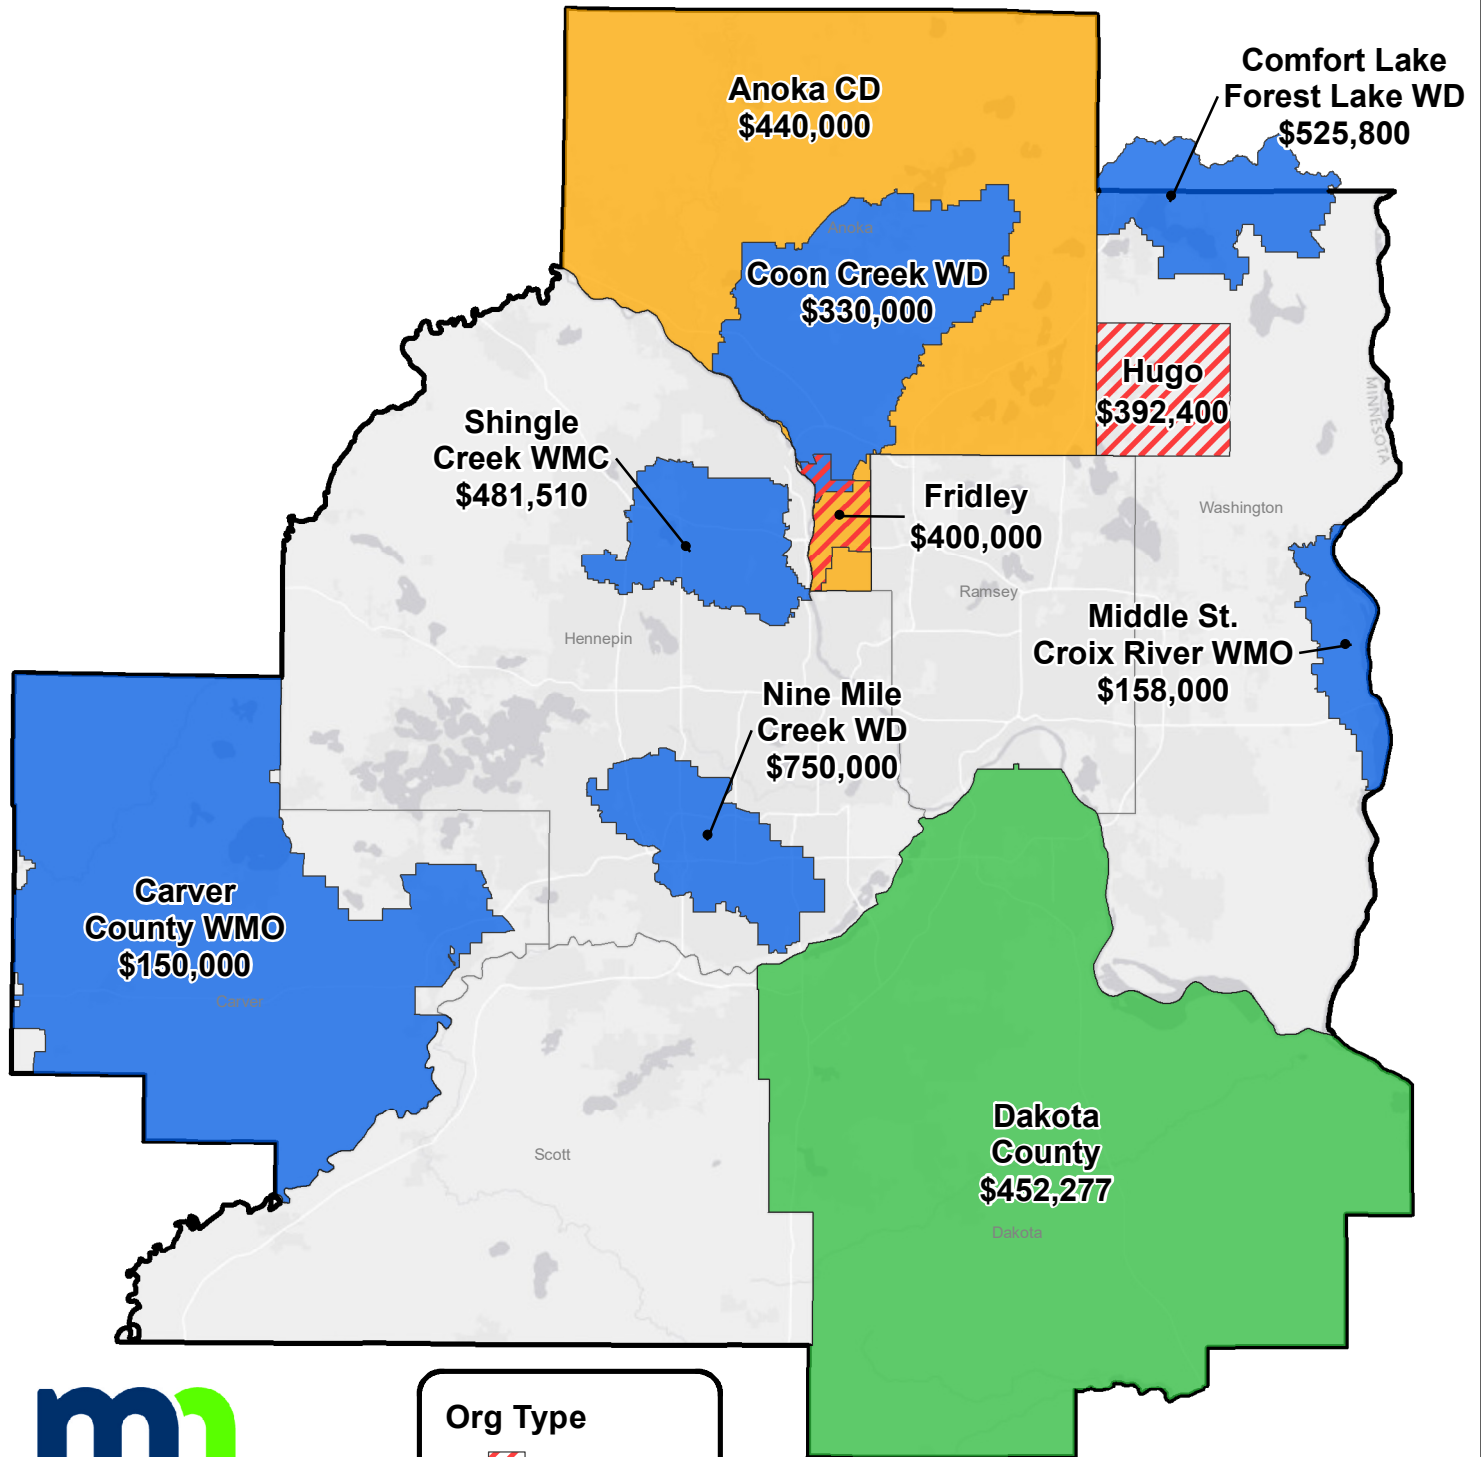 Comfort Lake
Forest Lake WD
$525,800
Anoka CD
$440,000
Anoka
Coon Creek WD
$330,000
Hugo
$392,400
MINNESOTA
Shingle
Creek WMC
$481,510
Fridley
$400,000
Washington
Ramsey
Hennepin
Middle St.
Croix River WMO
$158,000
Nine Mile
Creek WD
$750,000
Carver
County WMO
$150,000
Carver
Dakota
County
$452,277
Scott
Dakota
mn
Org Type